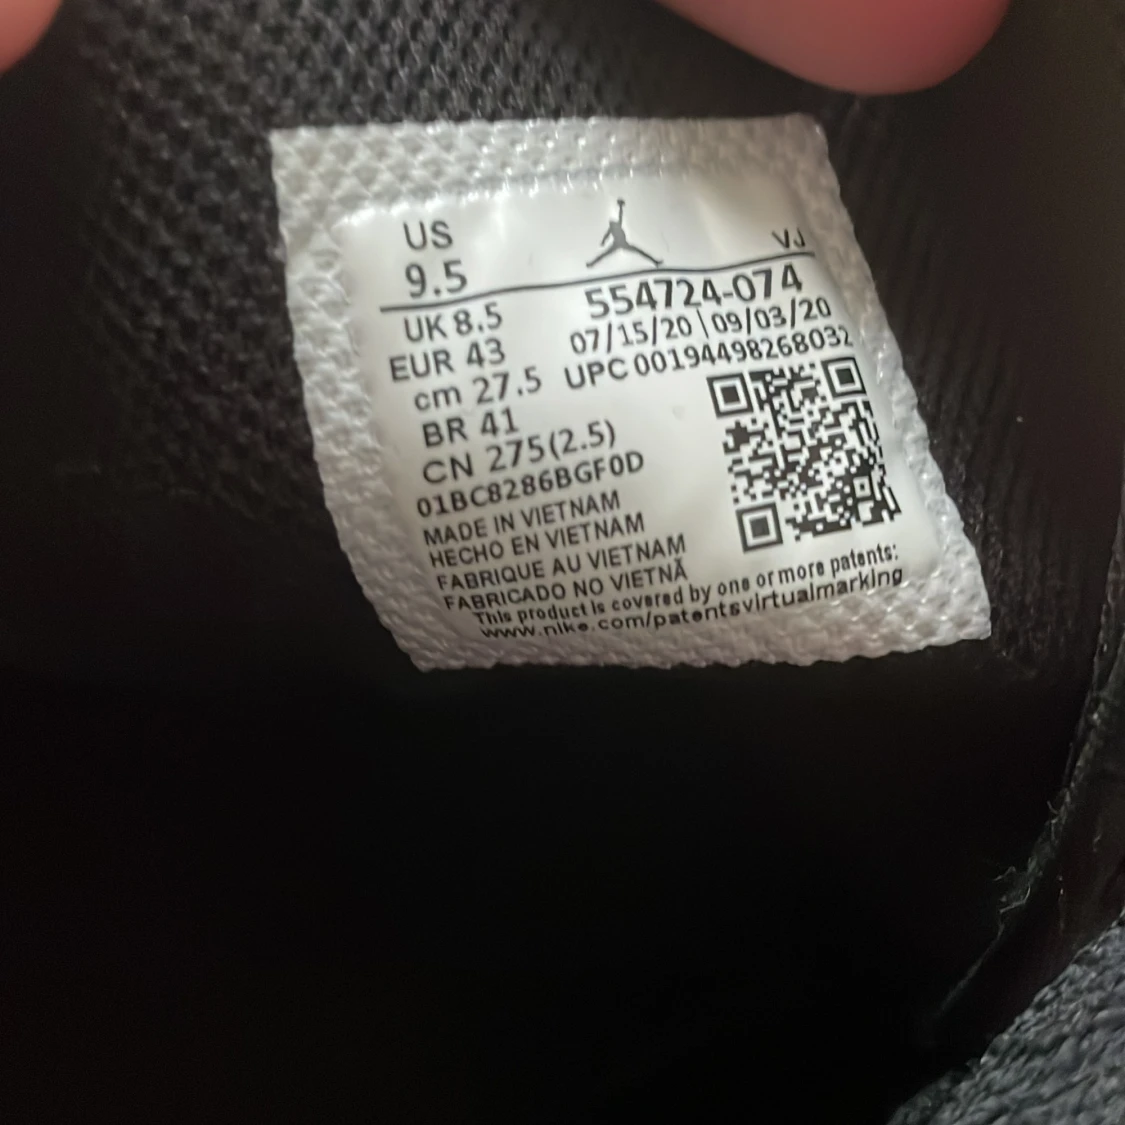 US
9.5
VJ
UK 8.5
EUR 43
cm 27.5
BR 41
CN 275(2.5)
554724-074
07/15/20 \ 09/03/20
UPC 00194498268032
01BC8286BGF0D
MADE IN VIETNAM
HECHO EN VIETNAM
FABRIQUE AU VIETNAM
FABRICADO NO VIETNÃ
This product is covered by one or more patents:
www.nike.com/patentsvirtualmarking